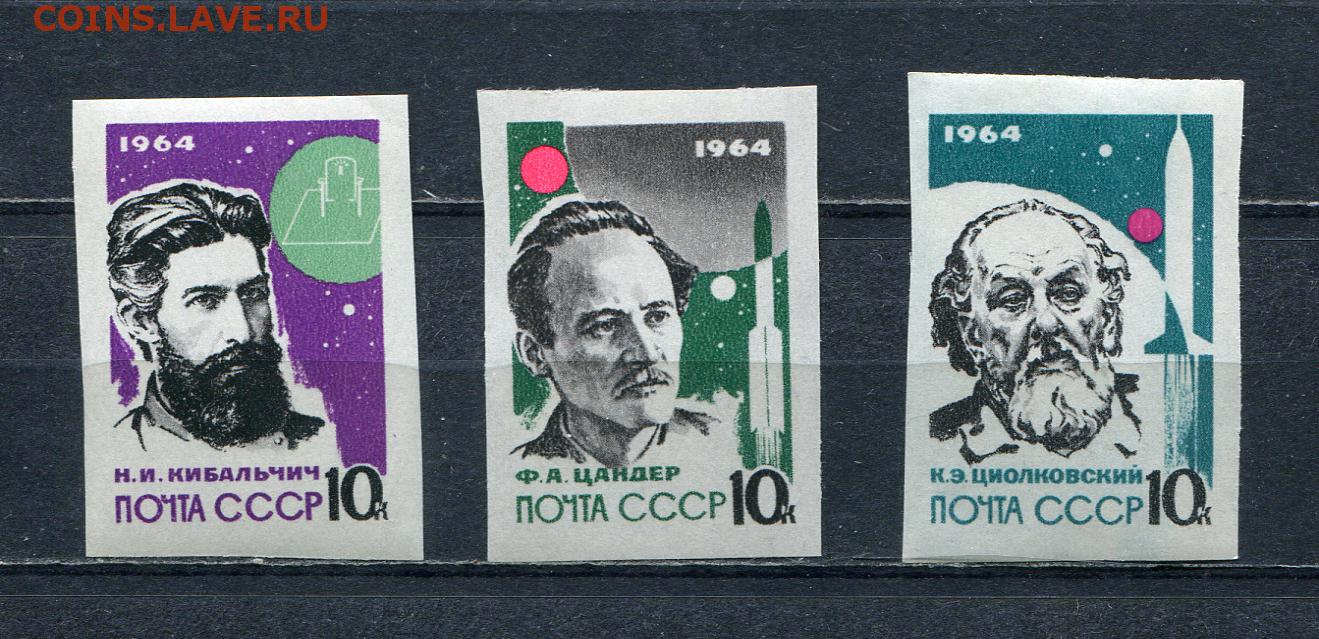 COINS.LAVE.RU
1964
Н.И.КИБАЛЬЧИЧ
ПОЧТА СССР 10к
1964
Ф.А.ЦАНДЕР
ПОЧТА СССР 10к
1964
К.Э.ЦИОЛКОВСКИЙ
ПОЧТА СССР 10к